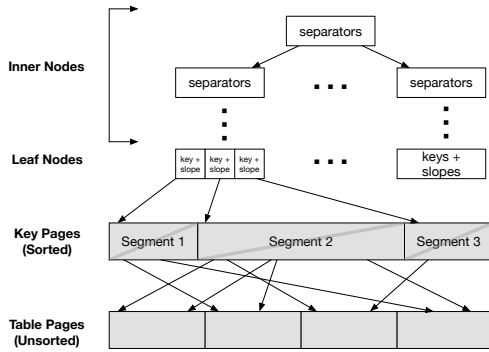 separators
Inner Nodes
separators
separators
Leaf Nodes
key +
slope
key +
slope
key +
slope
keys +
slopes
Key Pages
(Sorted)
Segment 1
Segment 2
Segment 3
Table Pages
(Unsorted)